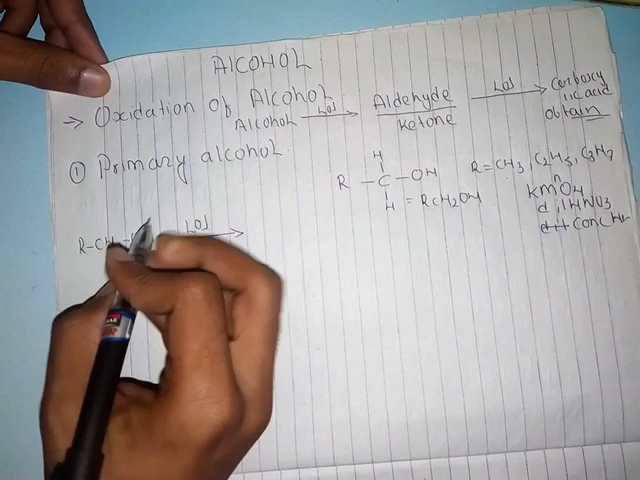 AlCOHOL
→ Oxidation of Alcohol
Alcohol [O] → Aldehyde / Ketone [O] → Carboxylic acid obtain
① Primary alcohol
H
R - C - OH
H
= RCH2OH
R = CH3, C2H5, C3H7
KmnO4
dil HNO3
Conc
R-CH [O] →